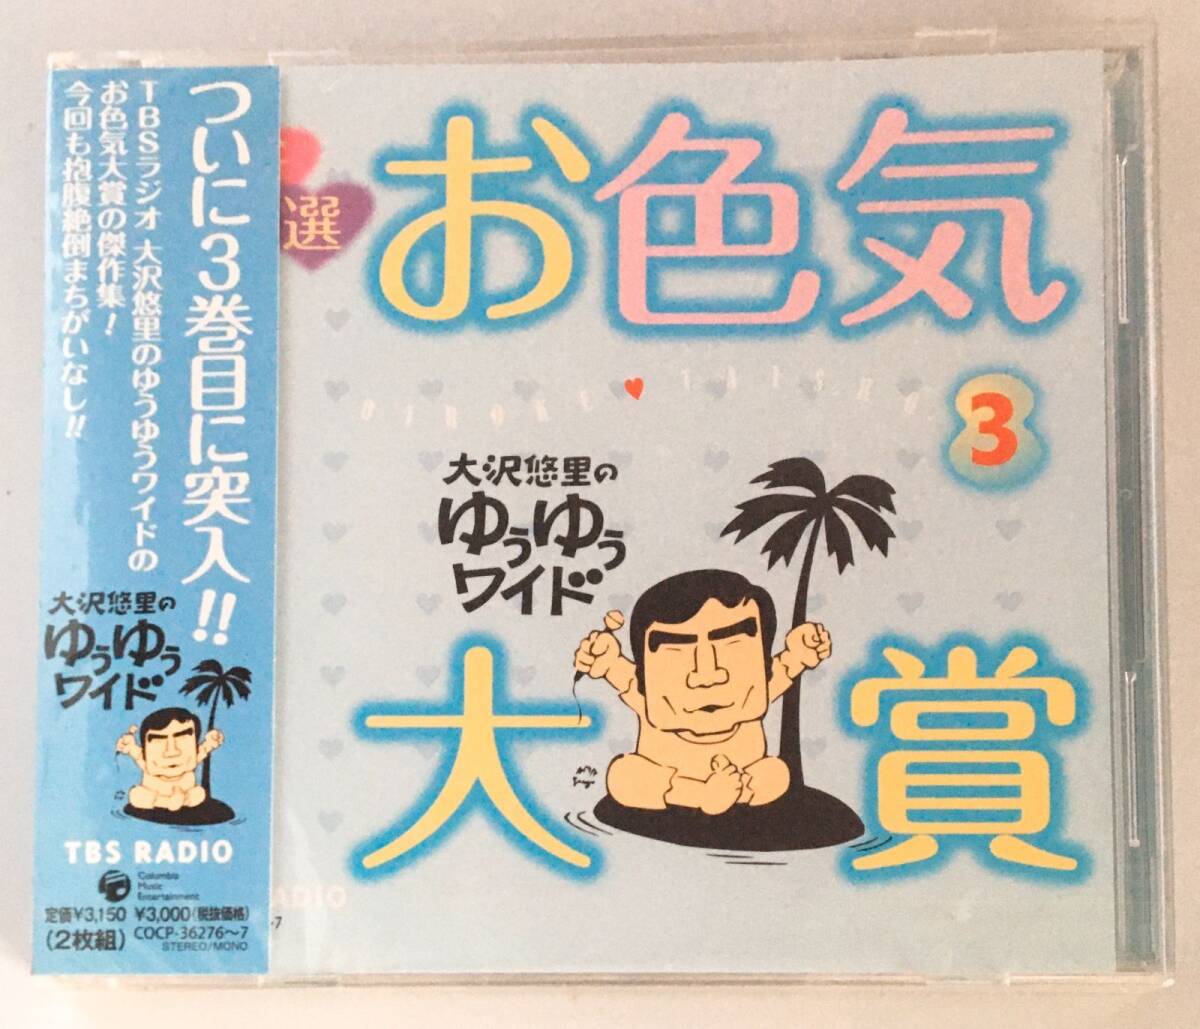 ついに3巻目に突入!!
TBSラジオ 大沢悠里のゆうゆうワイドの
お色気大賞の傑作集!
今回も抱腹絶倒まちがいなし!!
大沢悠里の
ゆうゆう
ワイド
TBS RADIO
Columbia
Music
Entertainment
定価¥3,150 ¥3,000(税抜価格)
(2枚組) COCP-36276~7
STEREO/MONO
選
お色気
OIROKE ♥ TAISHO
3
大沢悠里の
ゆうゆう
ワイド
大賞
ADIO
-7